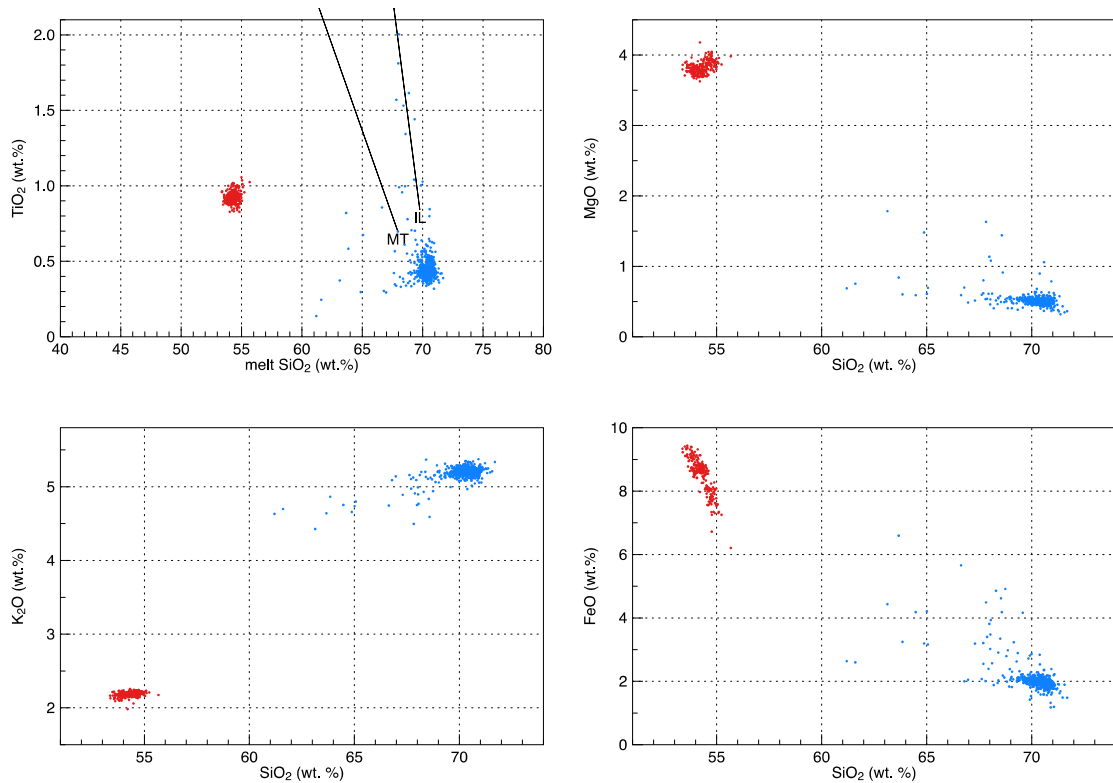 TiO2 (wt.%)
2.0
1.5
1.0
0.5
0
IL
MT
40 45 50 55 60 65 70 75 80
melt SiO2 (wt.%)
MgO (wt.%)
4
3
2
1
0
55 60 65 70
SiO2 (wt.%)
K2O (wt.%)
5
4
3
2
55 60 65 70
SiO2 (wt. %)
FeO (wt.%)
10
8
6
4
2
0
55 60 65 70
SiO2 (wt. %)